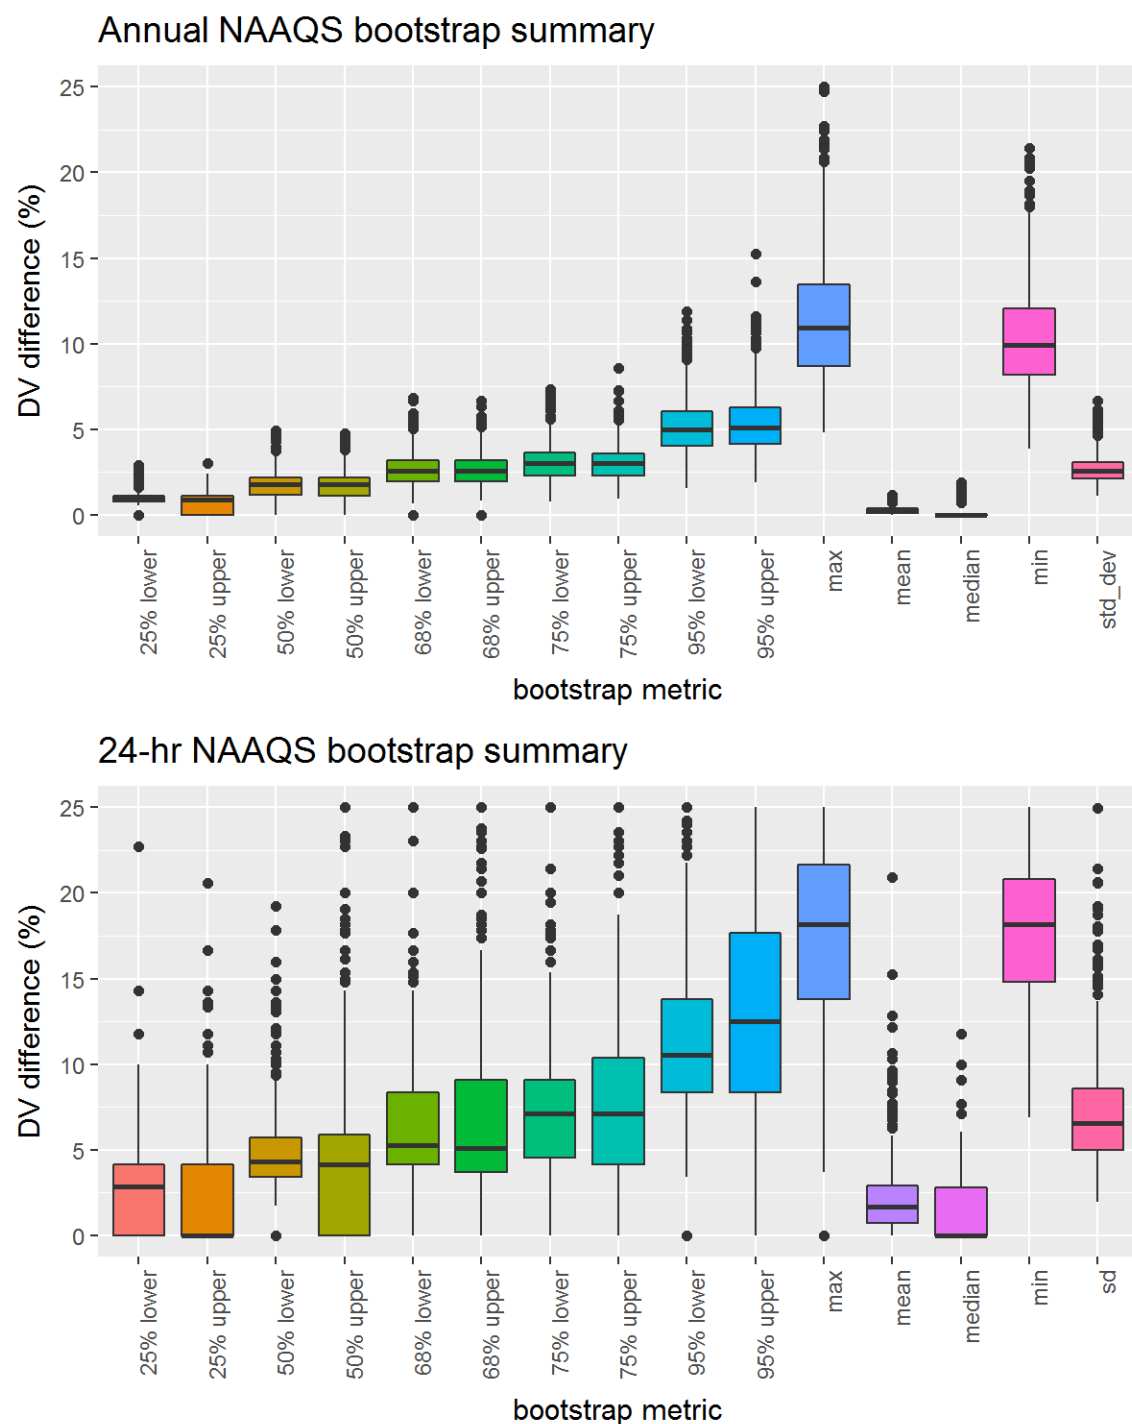 Annual NAAQS bootstrap summary
25
20
15
10
5
0
DV difference (%)
25% lower
25% upper
50% lower
50% upper
68% lower
68% upper
75% lower
75% upper
95% lower
95% upper
max
mean
median
min
std_dev
bootstrap metric
24-hr NAAQS bootstrap summary
25
20
15
10
5
0
DV difference (%)
25% lower
25% upper
50% lower
50% upper
68% lower
68% upper
75% lower
75% upper
95% lower
95% upper
max
mean
median
min
sd
bootstrap metric